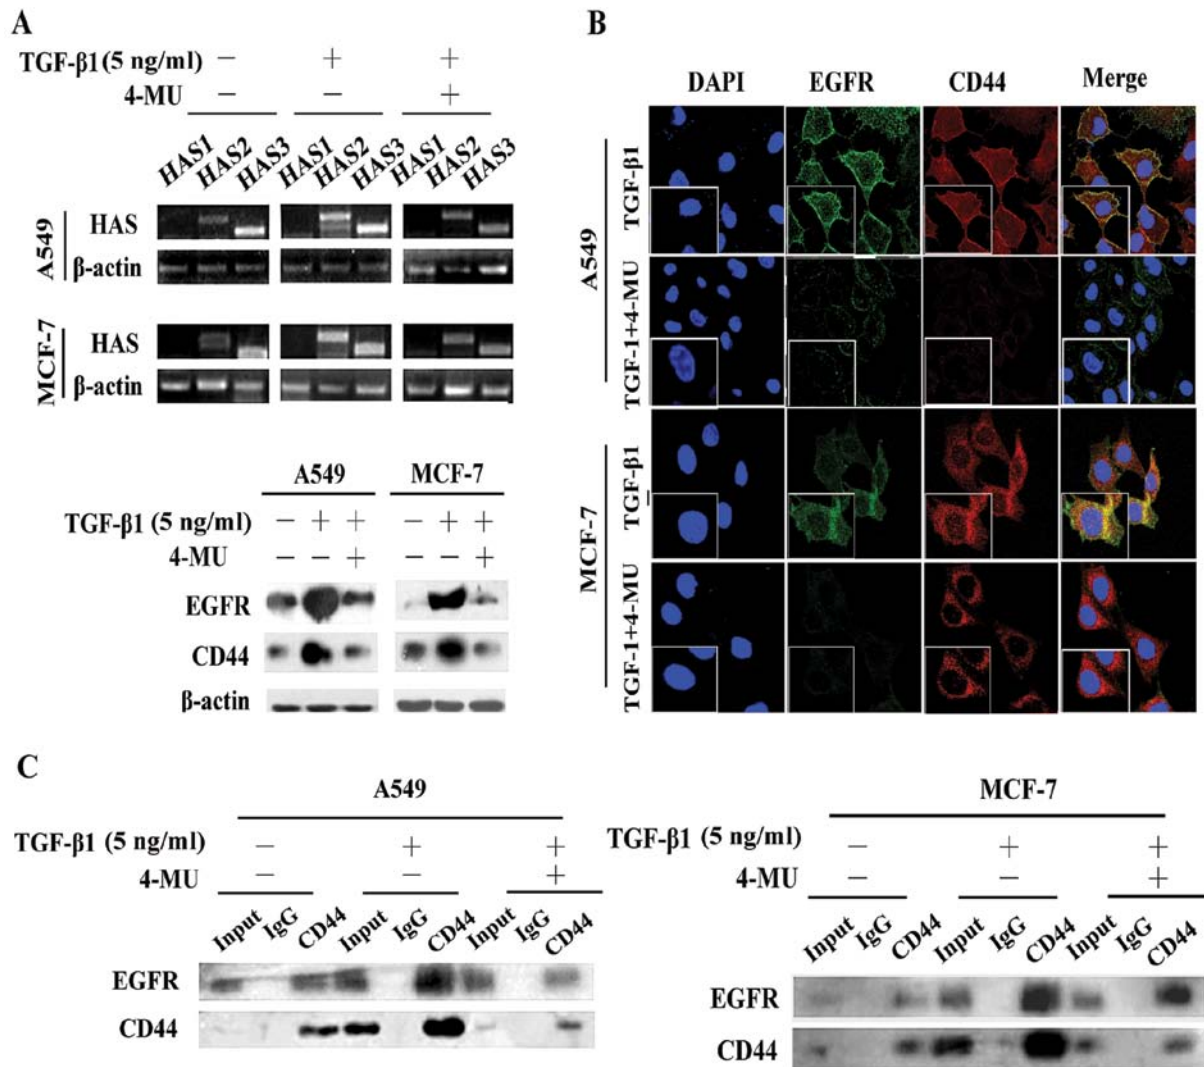 A
TGF-β1 (5 ng/ml) − + +
4-MU − − +
HAS1 HAS2 HAS3 HAS1 HAS2 HAS3 HAS1 HAS2 HAS3
A549
HAS
β-actin
MCF-7
HAS
β-actin
A549 MCF-7
TGF-β1 (5 ng/ml) − + + − + +
4-MU − − + − − +
EGFR
CD44
β-actin
B
DAPI EGFR CD44 Merge
A549
TGF-β1
TGF-1+4-MU
MCF-7
TGF-β1
TGF-1+4-MU
C
A549
TGF-β1 (5 ng/ml) − + +
4-MU − − +
Input IgG CD44 Input IgG CD44 Input IgG CD44
EGFR
CD44
MCF-7
TGF-β1 (5 ng/ml) − + +
4-MU − − +
Input IgG CD44 Input IgG CD44 Input IgG CD44
EGFR
CD44